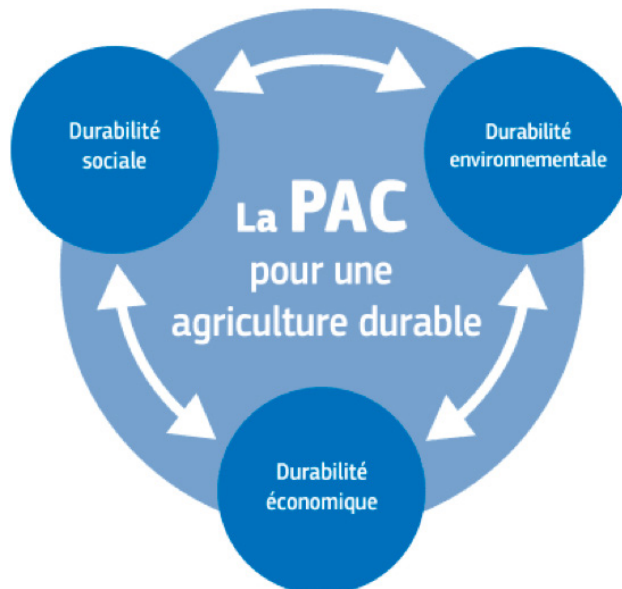 Durabilité
sociale
Durabilité
environnementale
La PAC
pour une
agriculture durable
Durabilité
économique